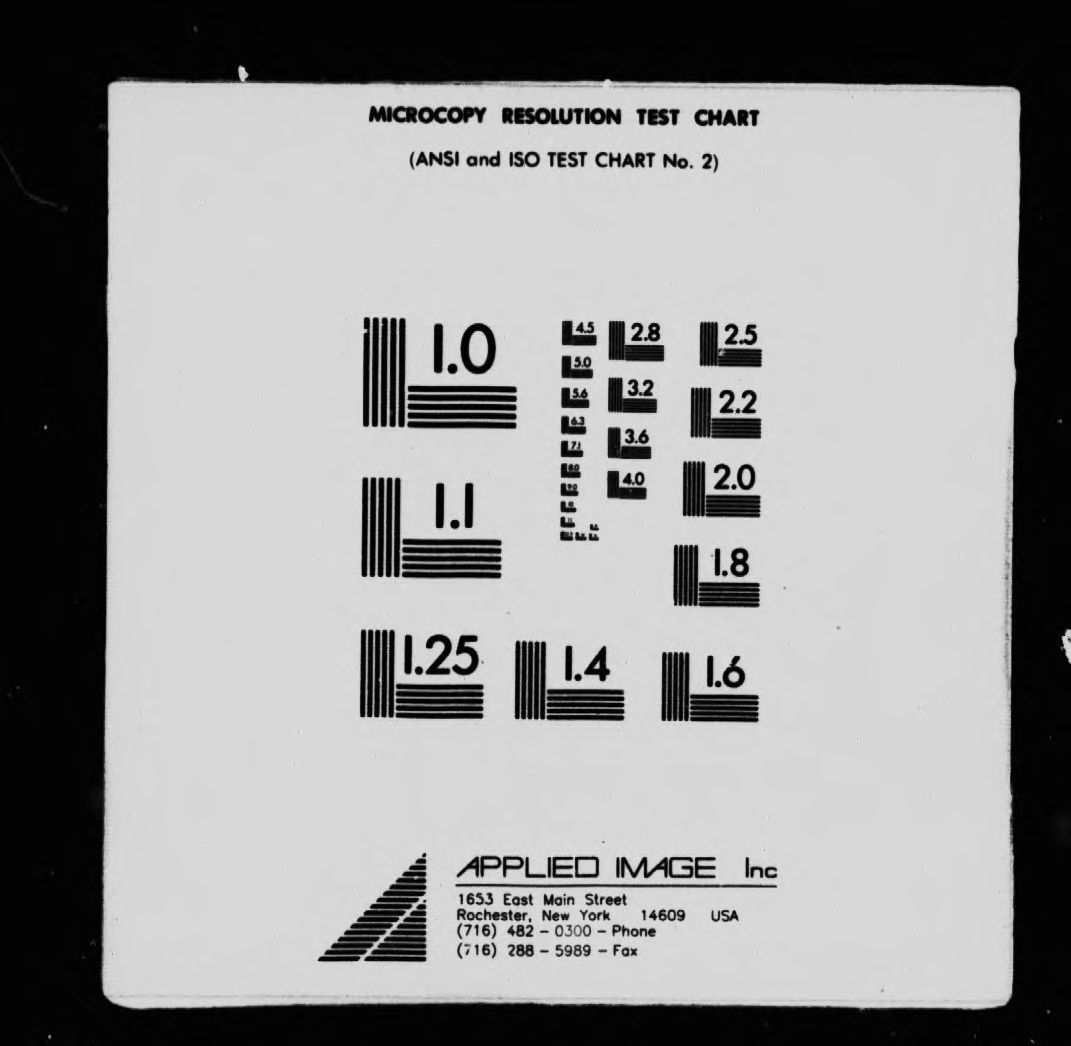 MICROCOPY RESOLUTION TEST CHART
(ANSI and ISO TEST CHART No. 2)
1.0
1.1
1.25
1.4
1.6
1.8
2.0
2.2
2.5
2.8
3.2
3.6
4.0
4.5
5.0
5.6
6.3
7.1
8.0
9.0
APPLIED IMAGE Inc
1653 East Main Street
Rochester, New York 14609 USA
(716) 482 - 0300 - Phone
(716) 288 - 5989 - Fax